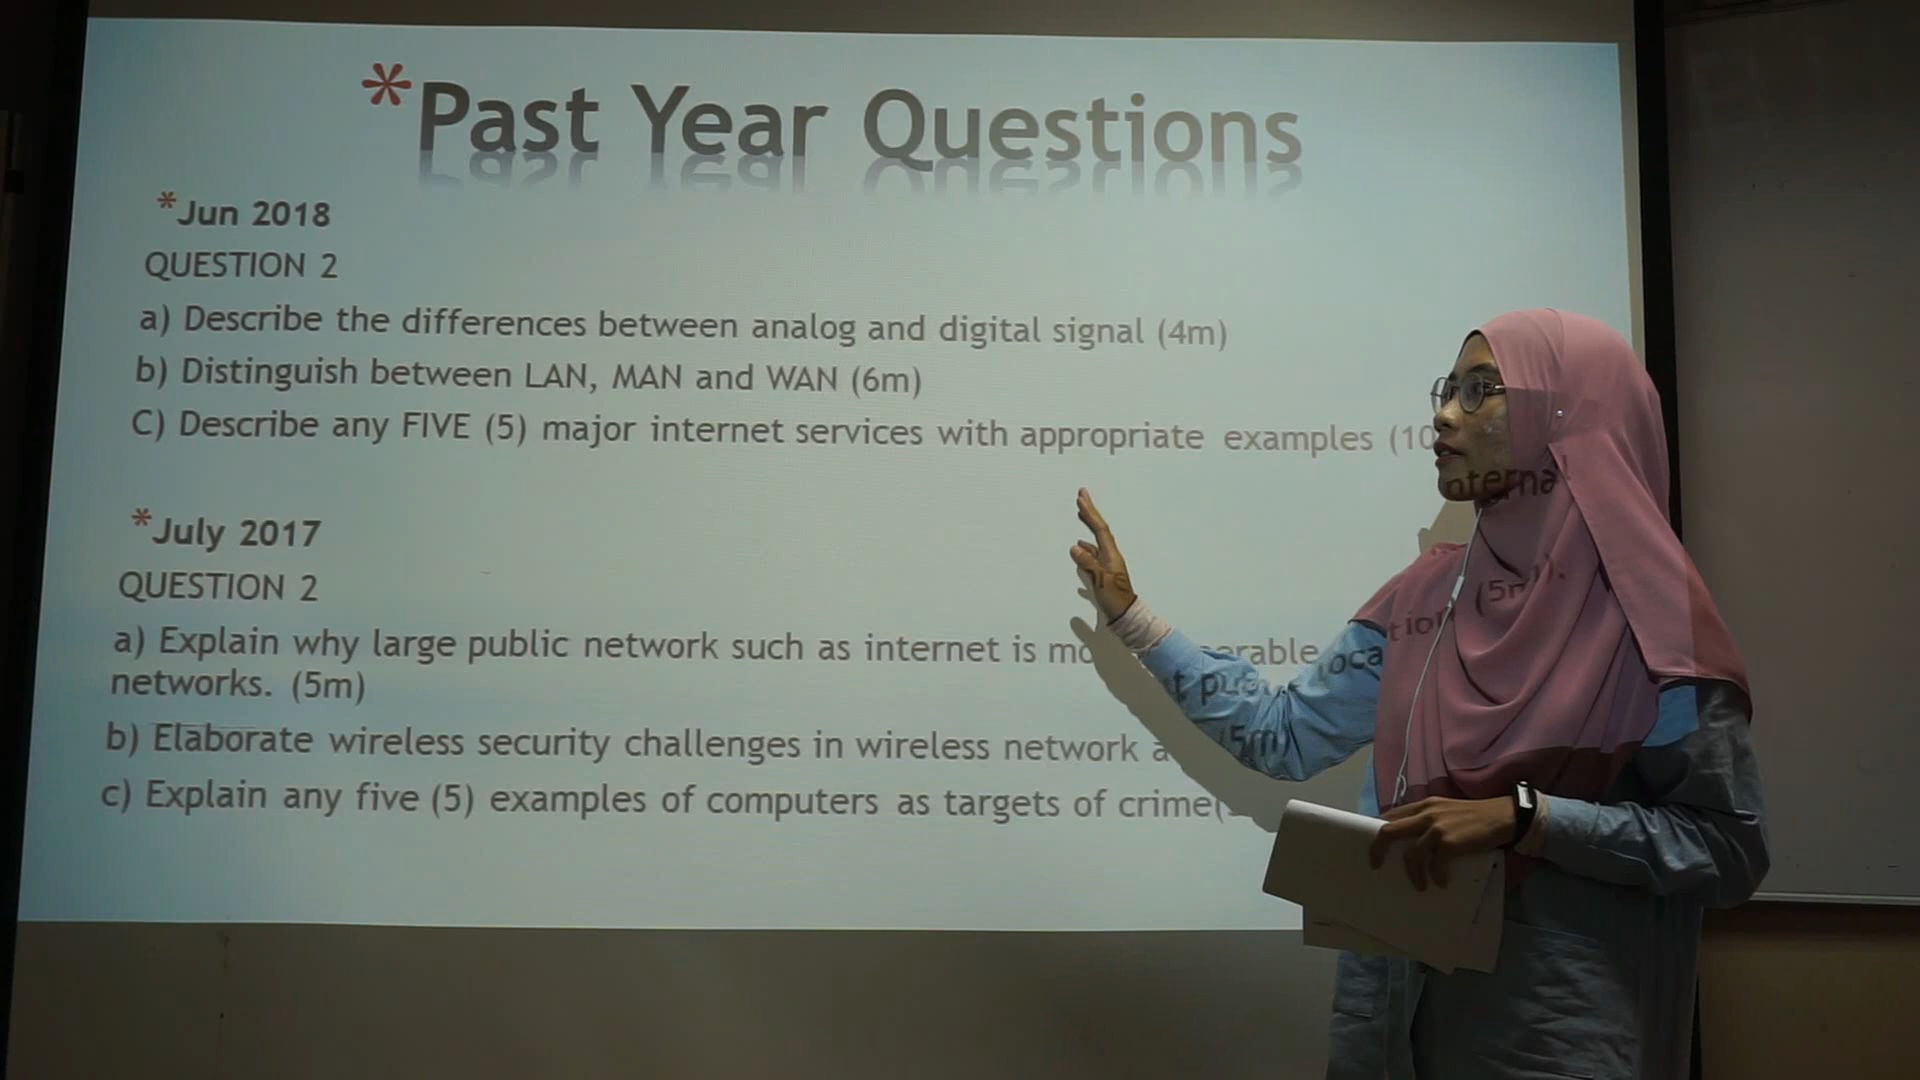 *Past Year Questions
*Jun 2018
QUESTION 2
a) Describe the differences between analog and digital signal (4m)
b) Distinguish between LAN, MAN and WAN (6m)
C) Describe any FIVE (5) major internet services with appropriate examples (10
*July 2017
QUESTION 2
a) Explain why large public network such as internet is
networks. (5m)
b) Elaborate wireless security challenges in wireless network (5m)
c) Explain any five (5) examples of computers as targets of crime(